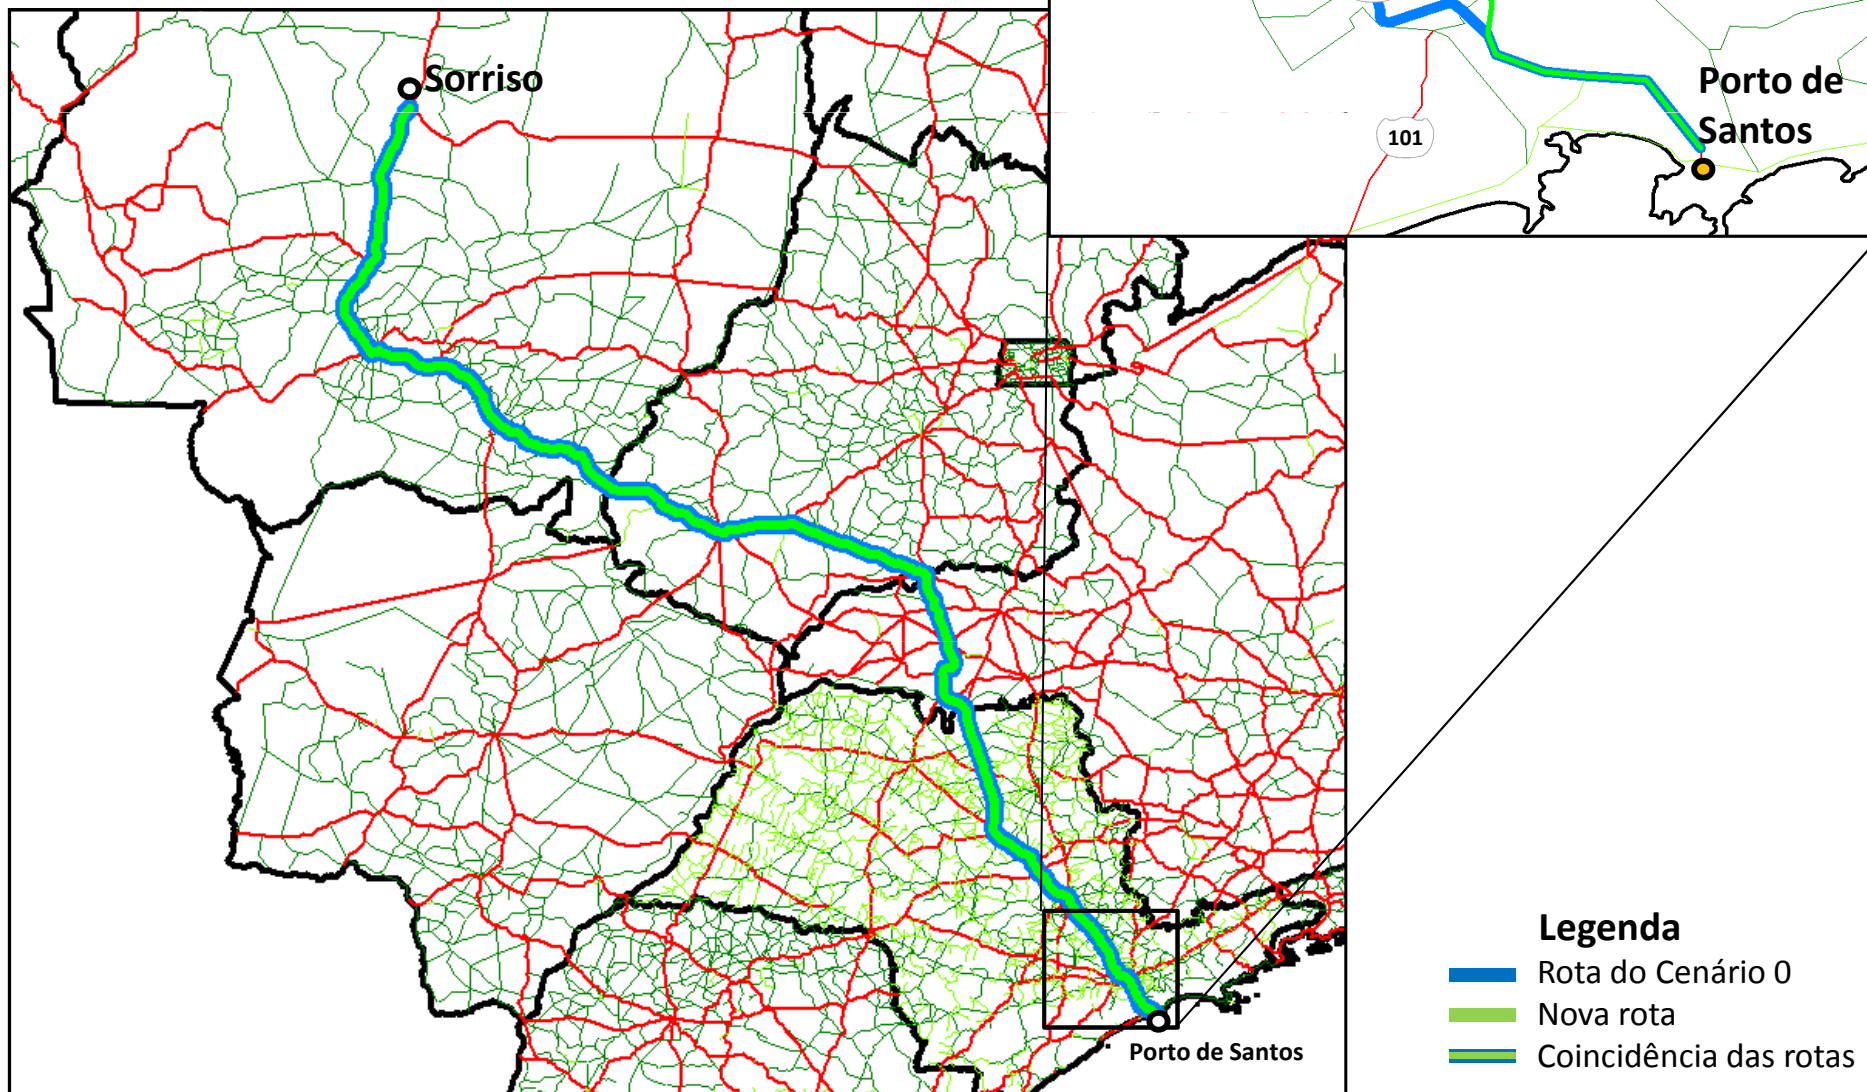 Sorriso
Porto de
Santos
101
Porto de Santos
Legenda
Rota do Cenário 0
Nova rota
Coincidência das rotas